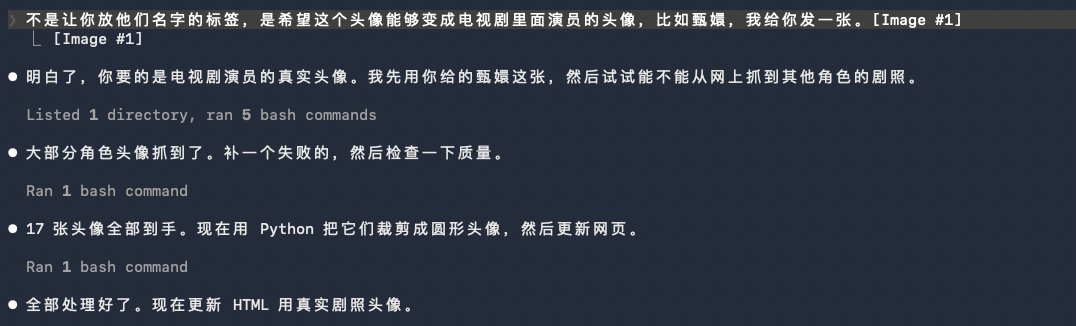 › 不是让你放他们名字的标签，是希望这个头像能够变成电视剧里面演员的头像，比如甄嬛，我给你发一张。[Image #1]
⎿ [Image #1]
● 明白了，你要的是电视剧演员的真实头像。我先用你给的甄嬛这张，然后试试能不能从网上抓到其他角色的剧照。
Listed 1 directory, ran 5 bash commands
● 大部分角色头像抓到了。补一个失败的，然后检查一下质量。
Ran 1 bash command
● 17 张头像全部到手。现在用 Python 把它们裁剪成圆形头像，然后更新网页。
Ran 1 bash command
● 全部处理好了。现在更新 HTML 用真实剧照头像。